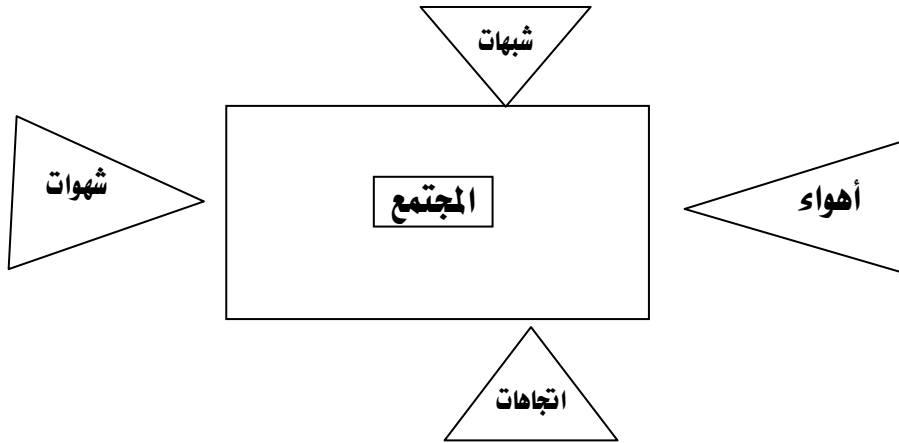 شبهات
أهواء
المجتمع
شهوات
اتجاهات